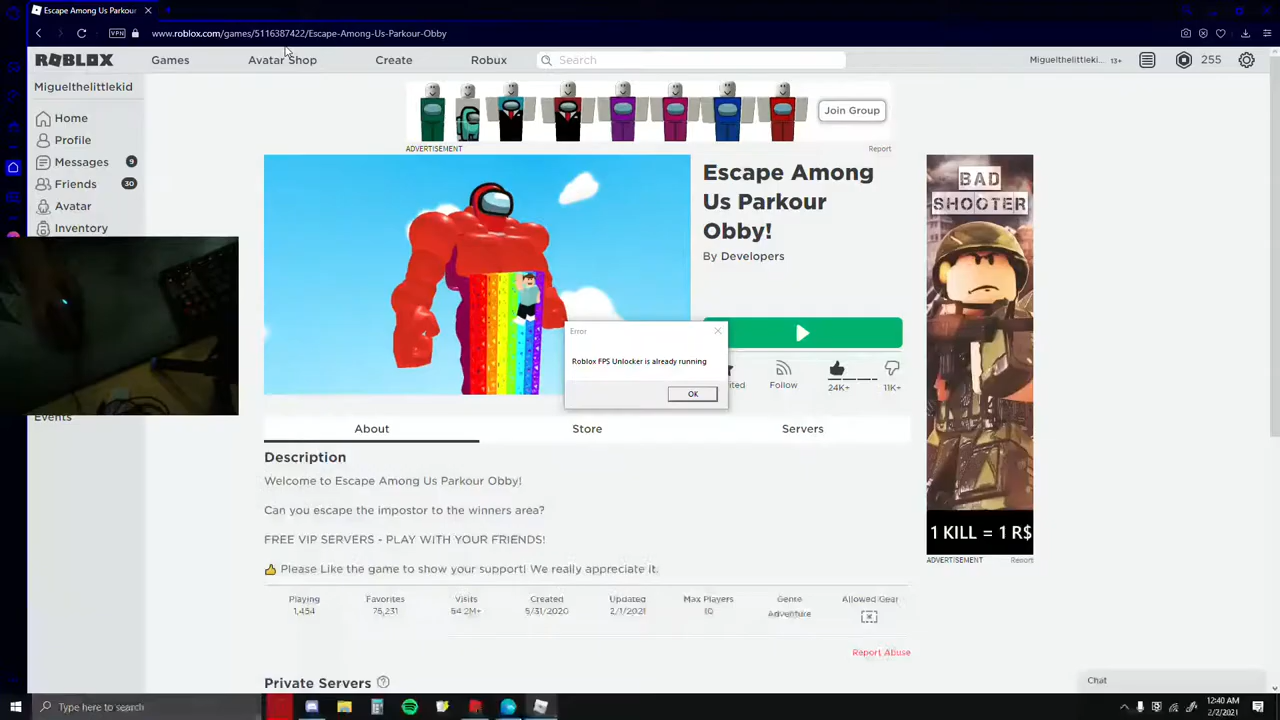 Escape Among Us Parkour
VPN
www.roblox.com/games/5116387422/Escape-Among-Us-Parkour-Obby
ROBLOX
Games
Avatar Shop
Create
Robux
Search
Miguelthelittleki...
13+
255
Miguelthelittlekid
Home
Profile
Messages
9
Friends
30
Avatar
Inventory
Events
Join Group
ADVERTISEMENT
Report
Escape Among
Us Parkour
Obby!
By Developers
Error
Roblox FPS Unlocker is already running
OK
Follow
24K+
11K+
BAD
SHOOTER
1 KILL = 1 R$
ADVERTISEMENT
Report
About
Store
Servers
Description
Welcome to Escape Among Us Parkour Obby!
Can you escape the impostor to the winners area?
FREE VIP SERVERS - PLAY WITH YOUR FRIENDS!
👍 Please Like the game to show your support! We really appreciate it.
Playing
1,454
Favorites
Visits
54.2M+
Created
5/31/2020
Updated
2/1/2021
Max Players
10
Genre
Adventure
Allowed Gear
Report Abuse
Private Servers
Chat
Type here to search
12:40 AM
2/2/2021